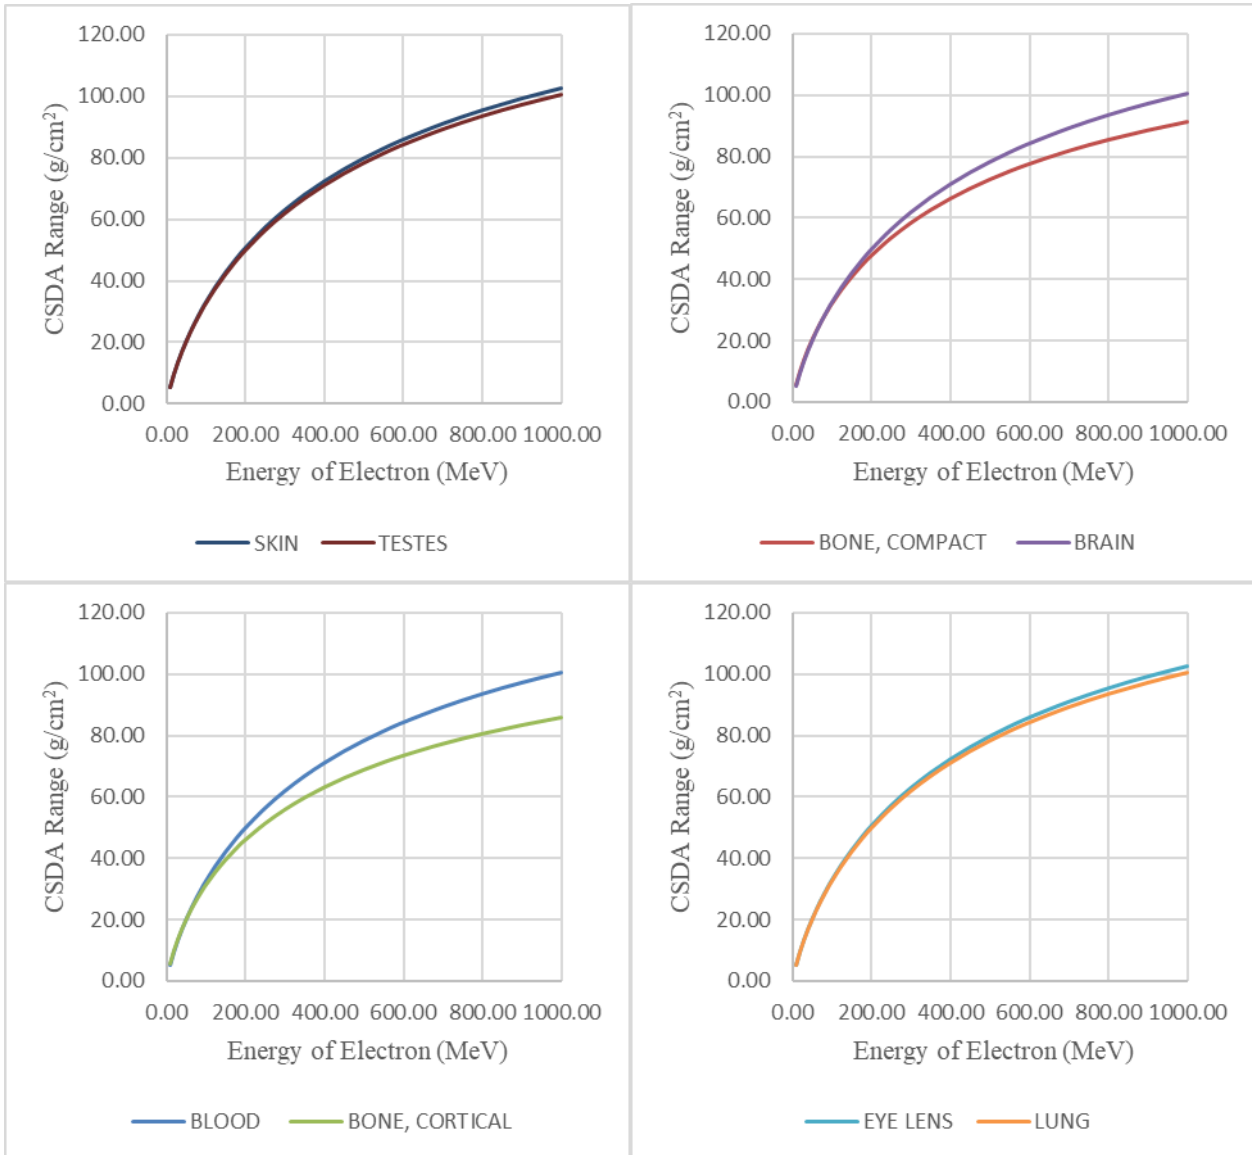 120.00
100.00
80.00
60.00
40.00
20.00
0.00
CSDA Range (g/cm²)
0.00 200.00 400.00 600.00 800.00 1000.00
Energy of Electron (MeV)
SKIN TESTES
120.00
100.00
80.00
60.00
40.00
20.00
0.00
CSDA Range (g/cm²)
0.00 200.00 400.00 600.00 800.00 1000.00
Energy of Electron (MeV)
BONE, COMPACT BRAIN
120.00
100.00
80.00
60.00
40.00
20.00
0.00
CSDA Range (g/cm²)
0.00 200.00 400.00 600.00 800.00 1000.00
Energy of Electron (MeV)
BLOOD BONE, CORTICAL
120.00
100.00
80.00
60.00
40.00
20.00
0.00
CSDA Range (g/cm²)
0.00 200.00 400.00 600.00 800.00 1000.00
Energy of Electron (MeV)
EYE LENS LUNG